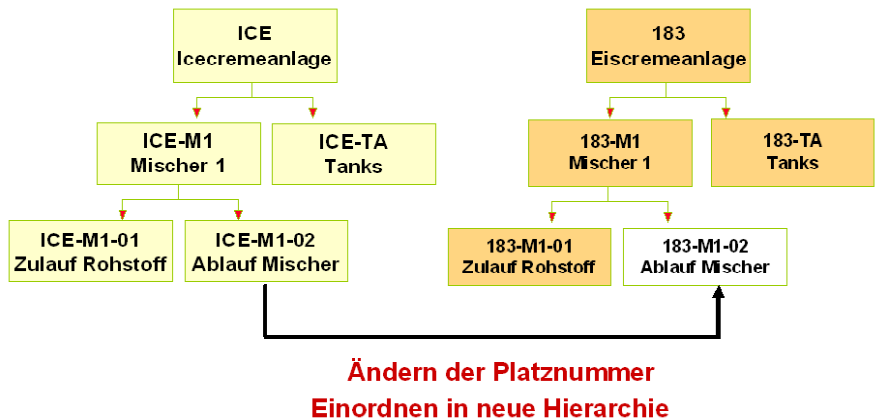 ICE
Icecremeanlage
183
Eiscremeanlage
ICE-M1
Mischer 1
ICE-TA
Tanks
183-M1
Mischer 1
183-TA
Tanks
ICE-M1-01
Zulauf Rohstoff
ICE-M1-02
Ablauf Mischer
183-M1-01
Zulauf Rohstoff
183-M1-02
Ablauf Mischer
Ändern der Platznummer
Einordnen in neue Hierarchie